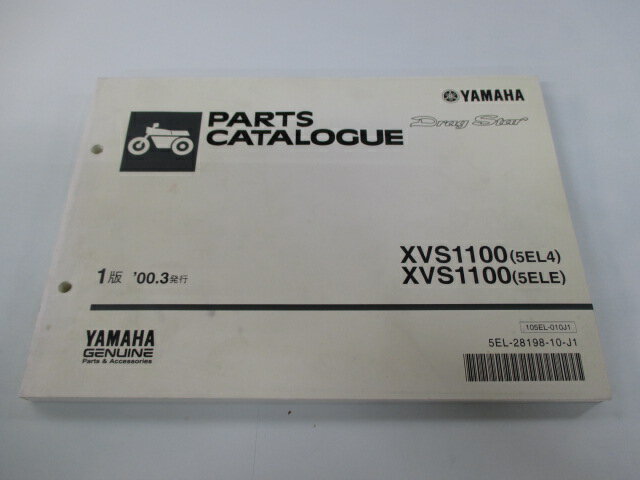 YAMAHA
PARTS
CATALOGUE
Drag Star
XVS1100(5EL4)
XVS1100(5ELE)
1版 '00.3発行
105EL-010J1
5EL-28198-10-J1
YAMAHA
GENUINE
Parts & Accessories